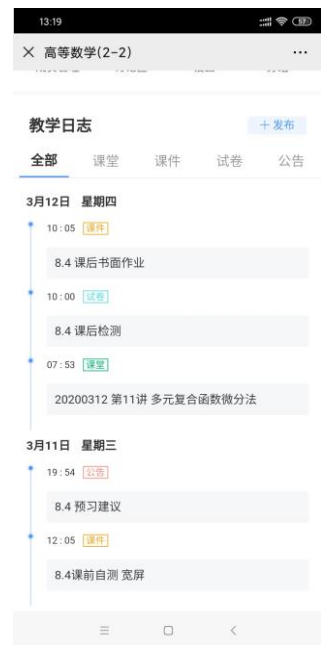 13:19
57
高等数学(2-2)
教学日志
+ 发布
全部 课堂 课件 试卷 公告
3月12日 星期四
10:05 课件
8.4 课后书面作业
10:00 试卷
8.4 课后检测
07:53 课堂
20200312 第11讲 多元复合函数微分法
3月11日 星期三
19:54 公告
8.4 预习建议
12:05 课件
8.4课前自测 宽屏